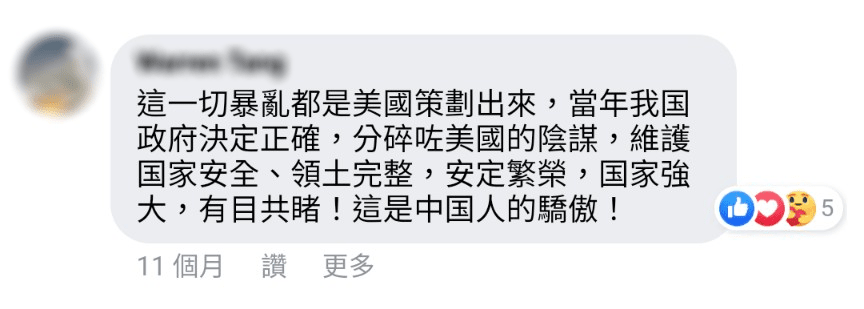 這一切暴亂都是美國策劃出來，當年我国
政府決定正確，分碎咗美國的陰謀，維護
国家安全、領土完整，安定繁榮，国家強
大，有目共睹！這是中国人的驕傲！
5
11 個月 讚 更多